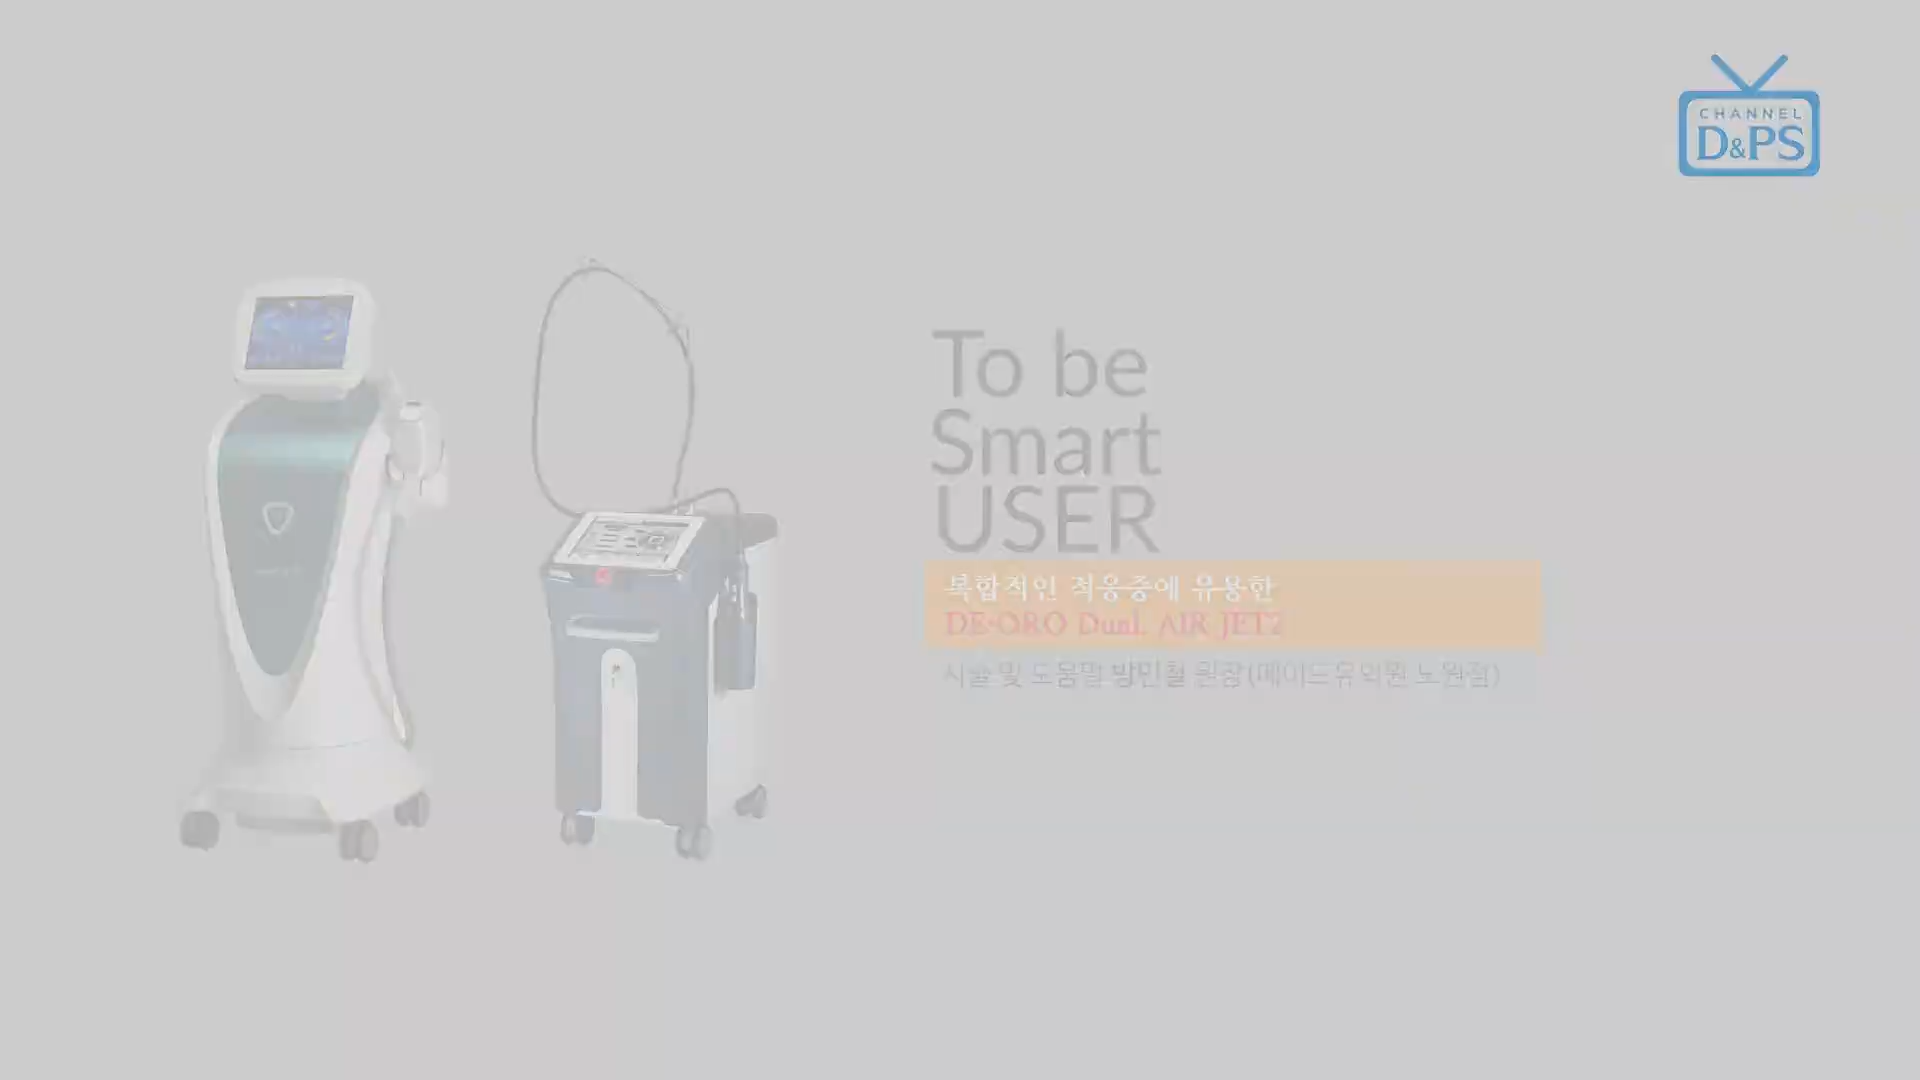 CHANNEL
D&PS
To be
Smart
USER
복합적인 적응증에 유용한
DE·ORO Dual, AIR JET2
시술 및 도움말 방민철 원장(메이드유의원 노원점)